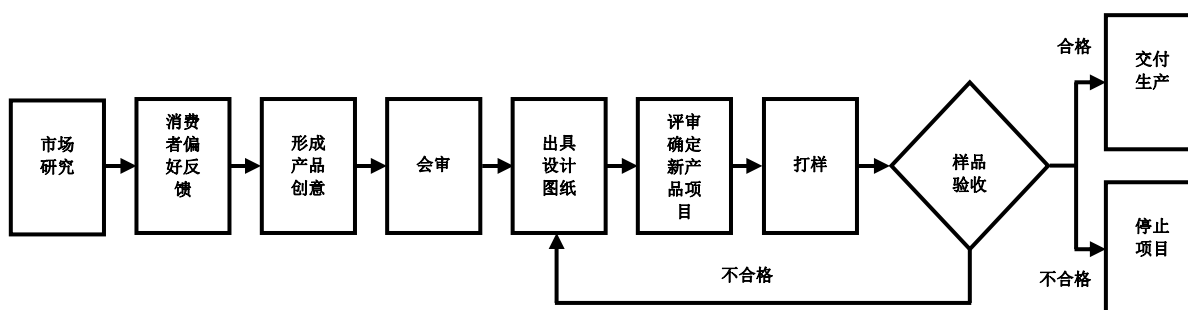 市场
研究
消费
者偏
好反
馈
形成
产品
创意
会审
出具
设计
图纸
评审
确定
新产
品项
目
打样
样品
验收
合格
交付
生产
不合格
停止
项目
不合格